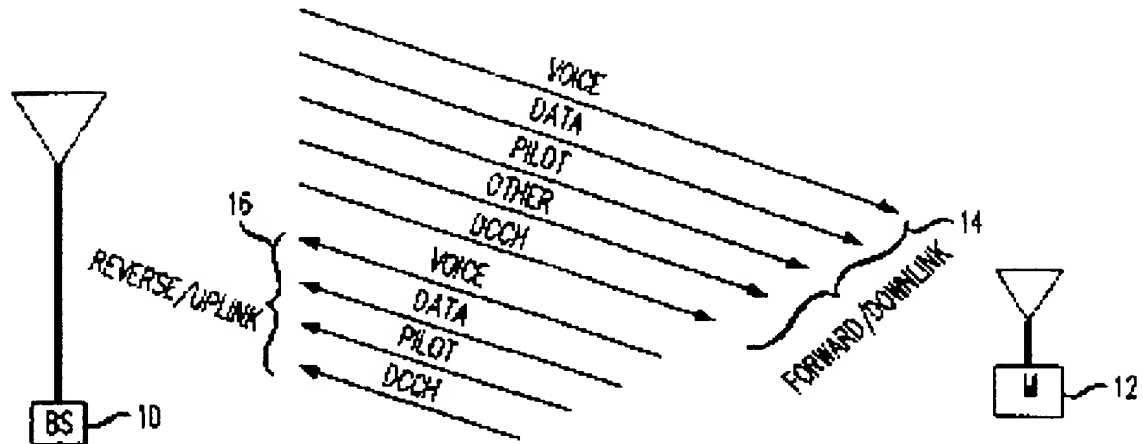 VOICE
DATA
PILOT
OTHER
DCCH
14
FORWARD/DOWNLINK
16
REVERSE/UPLINK
VOICE
DATA
PILOT
DCCH
BS
10
12